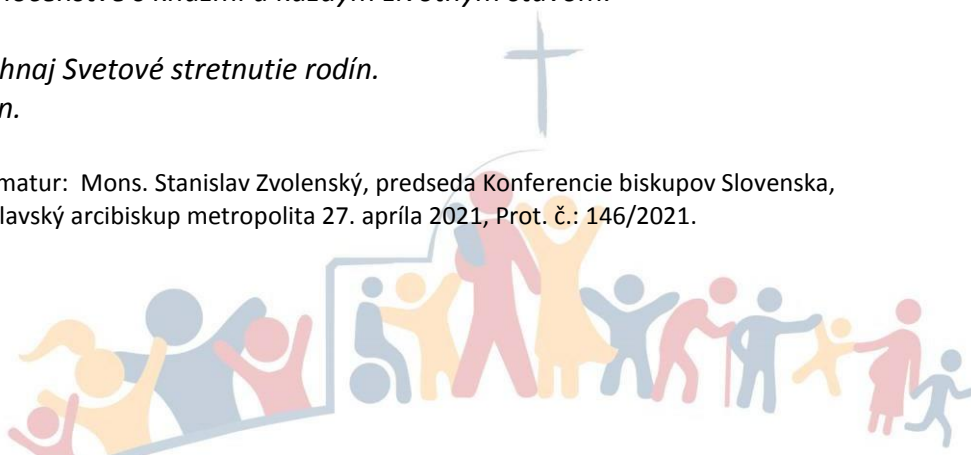 hnaj Svetové stretnutie rodín.
n.
matur: Mons. Stanislav Zvolenský, predseda Konferencie biskupov Slovenska,
lavský arcibiskup metropolita 27. apríla 2021, Prot. č.: 146/2021.